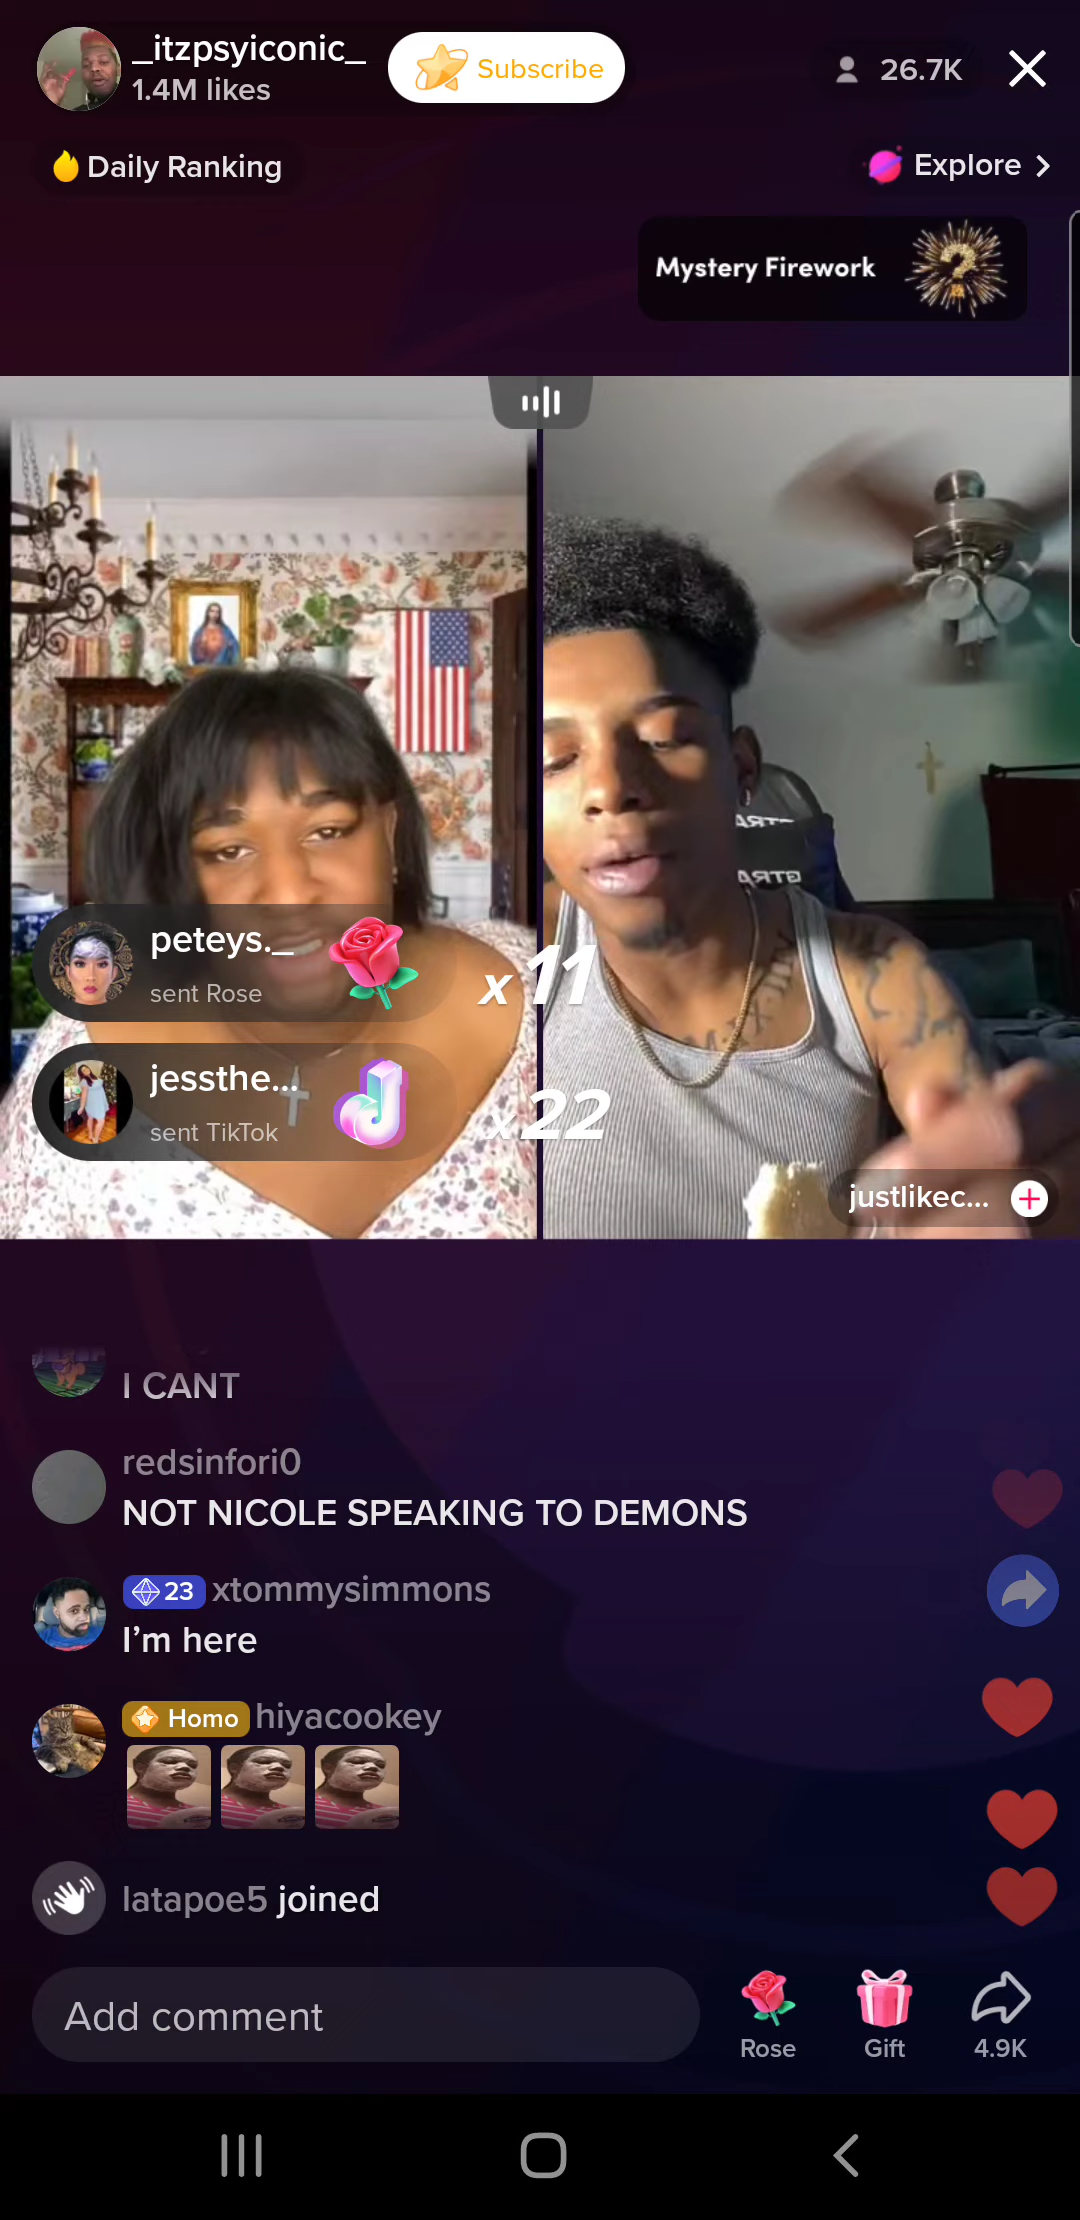 _itzpsyiconic_
1.4M likes
Subscribe
26.7K
Daily Ranking
Explore
Mystery Firework
?
peteys._
sent Rose
x 11
jessthe...
sent TikTok
x 22
justlikec...
I CANT
redsinfori0
NOT NICOLE SPEAKING TO DEMONS
23 xtommysimmons
I'm here
Homo hiyacookey
latapoe5 joined
Add comment
Rose
Gift
4.9K